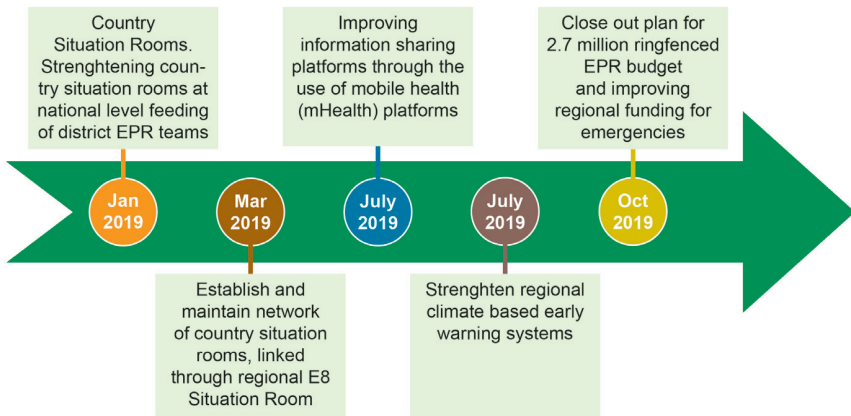 Country
Situation Rooms.
Strenghtening coun-
try situation rooms at
national level feeding
of district EPR teams
Improving
information sharing
platforms through the
use of mobile health
(mHealth) platforms
Close out plan for
2.7 million ringfenced
EPR budget
and improving
regional funding for
emergencies
Jan
2019
Mar
2019
July
2019
July
2019
Oct
2019
Establish and
maintain network
of country situation
rooms, linked
through regional E8
Situation Room
Strenghten regional
climate based early
warning systems